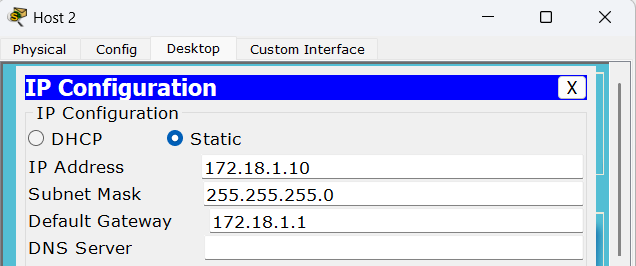 Host 2
Physical Config Desktop Custom Interface
IP Configuration X
IP Configuration
DHCP Static
IP Address 172.18.1.10
Subnet Mask 255.255.255.0
Default Gateway 172.18.1.1
DNS Server